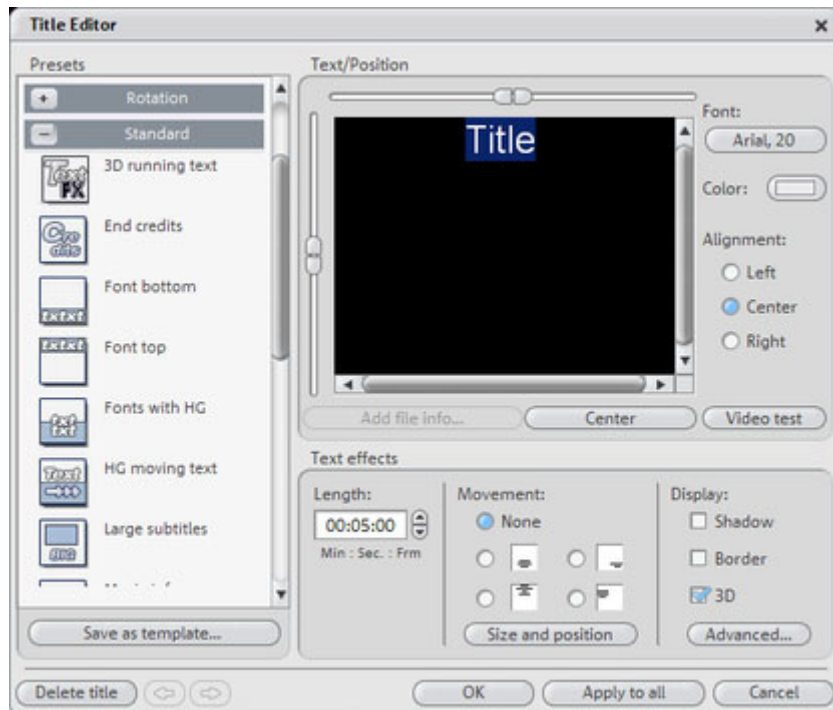 Title Editor
Presets
Rotation
Standard
3D running text
End credits
Font bottom
Font top
Fonts with HG
HG moving text
Large subtitles
Save as template...
Text/Position
Title
Font:
Arial, 20
Color:
Alignment:
Left
Center
Right
Add file info...
Center
Video test
Text effects
Length:
00:05:00
Min : Sec. : Frm
Movement:
None
Size and position
Display:
Shadow
Border
3D
Advanced...
Delete title
OK
Apply to all
Cancel